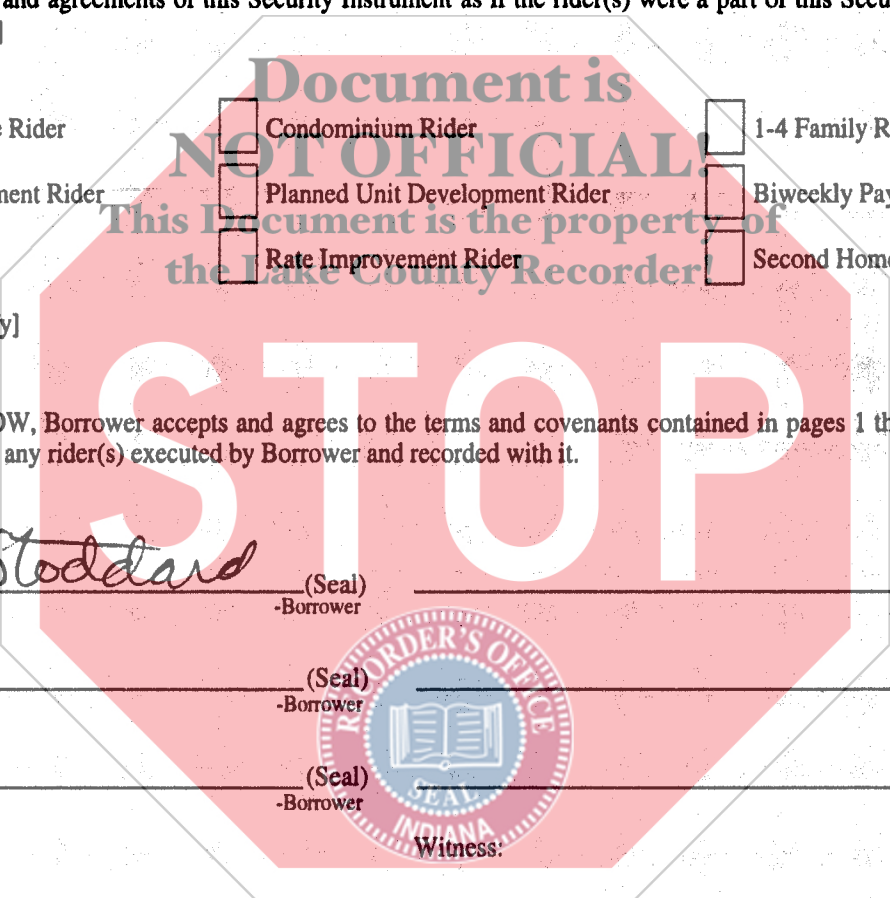 and agreements of this Security Instrument as if the rider(s) were a part of this Secu
]
Document is
Rider Condominium Rider 1-4 Family R
NOT OFFICIAL!
ment Rider Planned Unit Development Rider Biweekly Pay
This Document is the property of
Rate Improvement Rider Second Home
the Lake County Recorder!
y]
STOP
OW, Borrower accepts and agrees to the terms and covenants contained in pages 1 th
any rider(s) executed by Borrower and recorded with it.
Stoddard (Seal)
-Borrower
(Seal)
-Borrower
(Seal)
-Borrower
RECORDER'S OFFICE
SEAL
INDIANA
Witness: